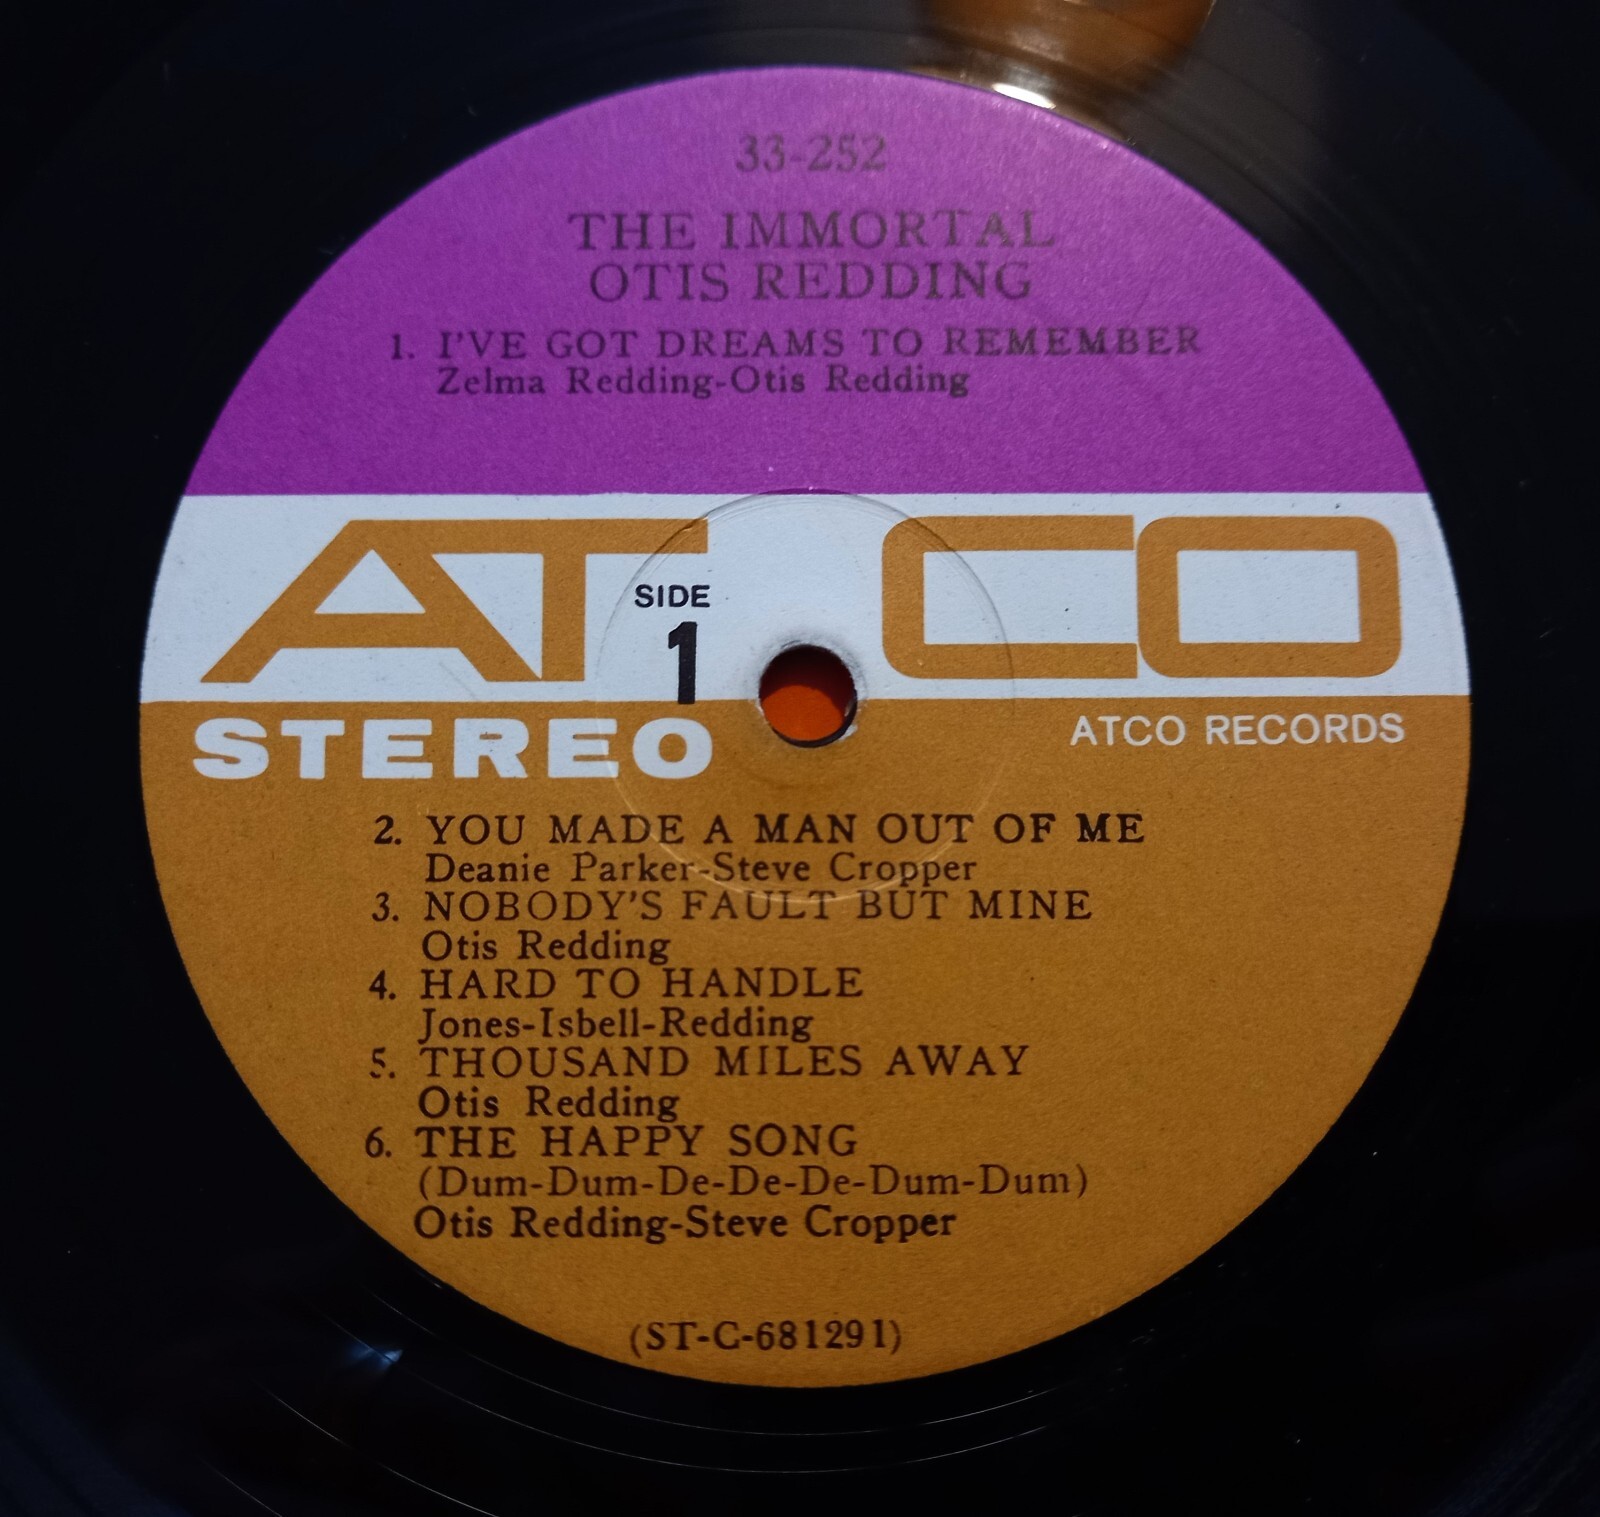 33-252
THE IMMORTAL
OTIS REDDING
1. I'VE GOT DREAMS TO REMEMBER
Zelma Redding-Otis Redding
ATCO
SIDE
1
STEREO
ATCO RECORDS
2. YOU MADE A MAN OUT OF ME
Deanie Parker-Steve Cropper
3. NOBODY'S FAULT BUT MINE
Otis Redding
4. HARD TO HANDLE
Jones-Isbell-Redding
5. THOUSAND MILES AWAY
Otis Redding
6. THE HAPPY SONG
(Dum-Dum-De-De-De-Dum-Dum)
Otis Redding-Steve Cropper
(ST-C-681291)